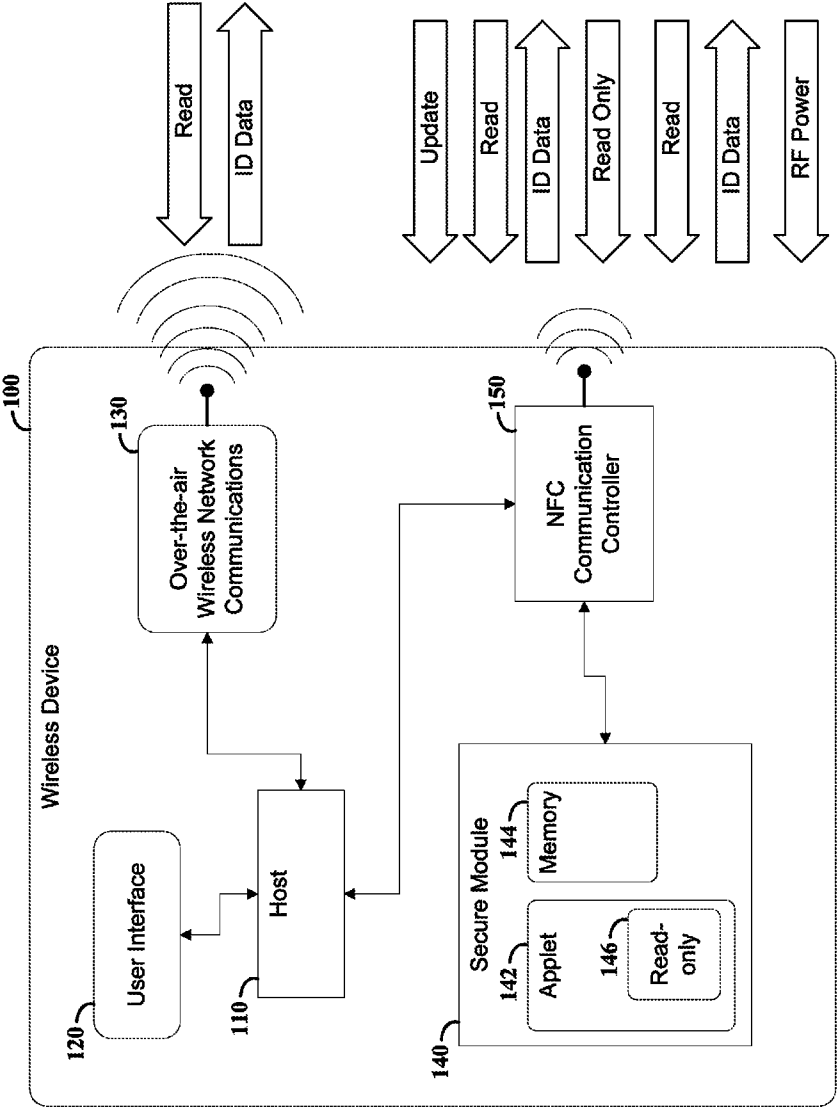 100
Wireless Device
120
User Interface
110
Host
130
Over-the-air
Wireless Network
Communications
Read
ID Data
140
Secure Module
142
Applet
146
Read-
only
144
Memory
150
NFC
Communication
Controller
Update
Read
ID Data
Read Only
Read
ID Data
RF Power